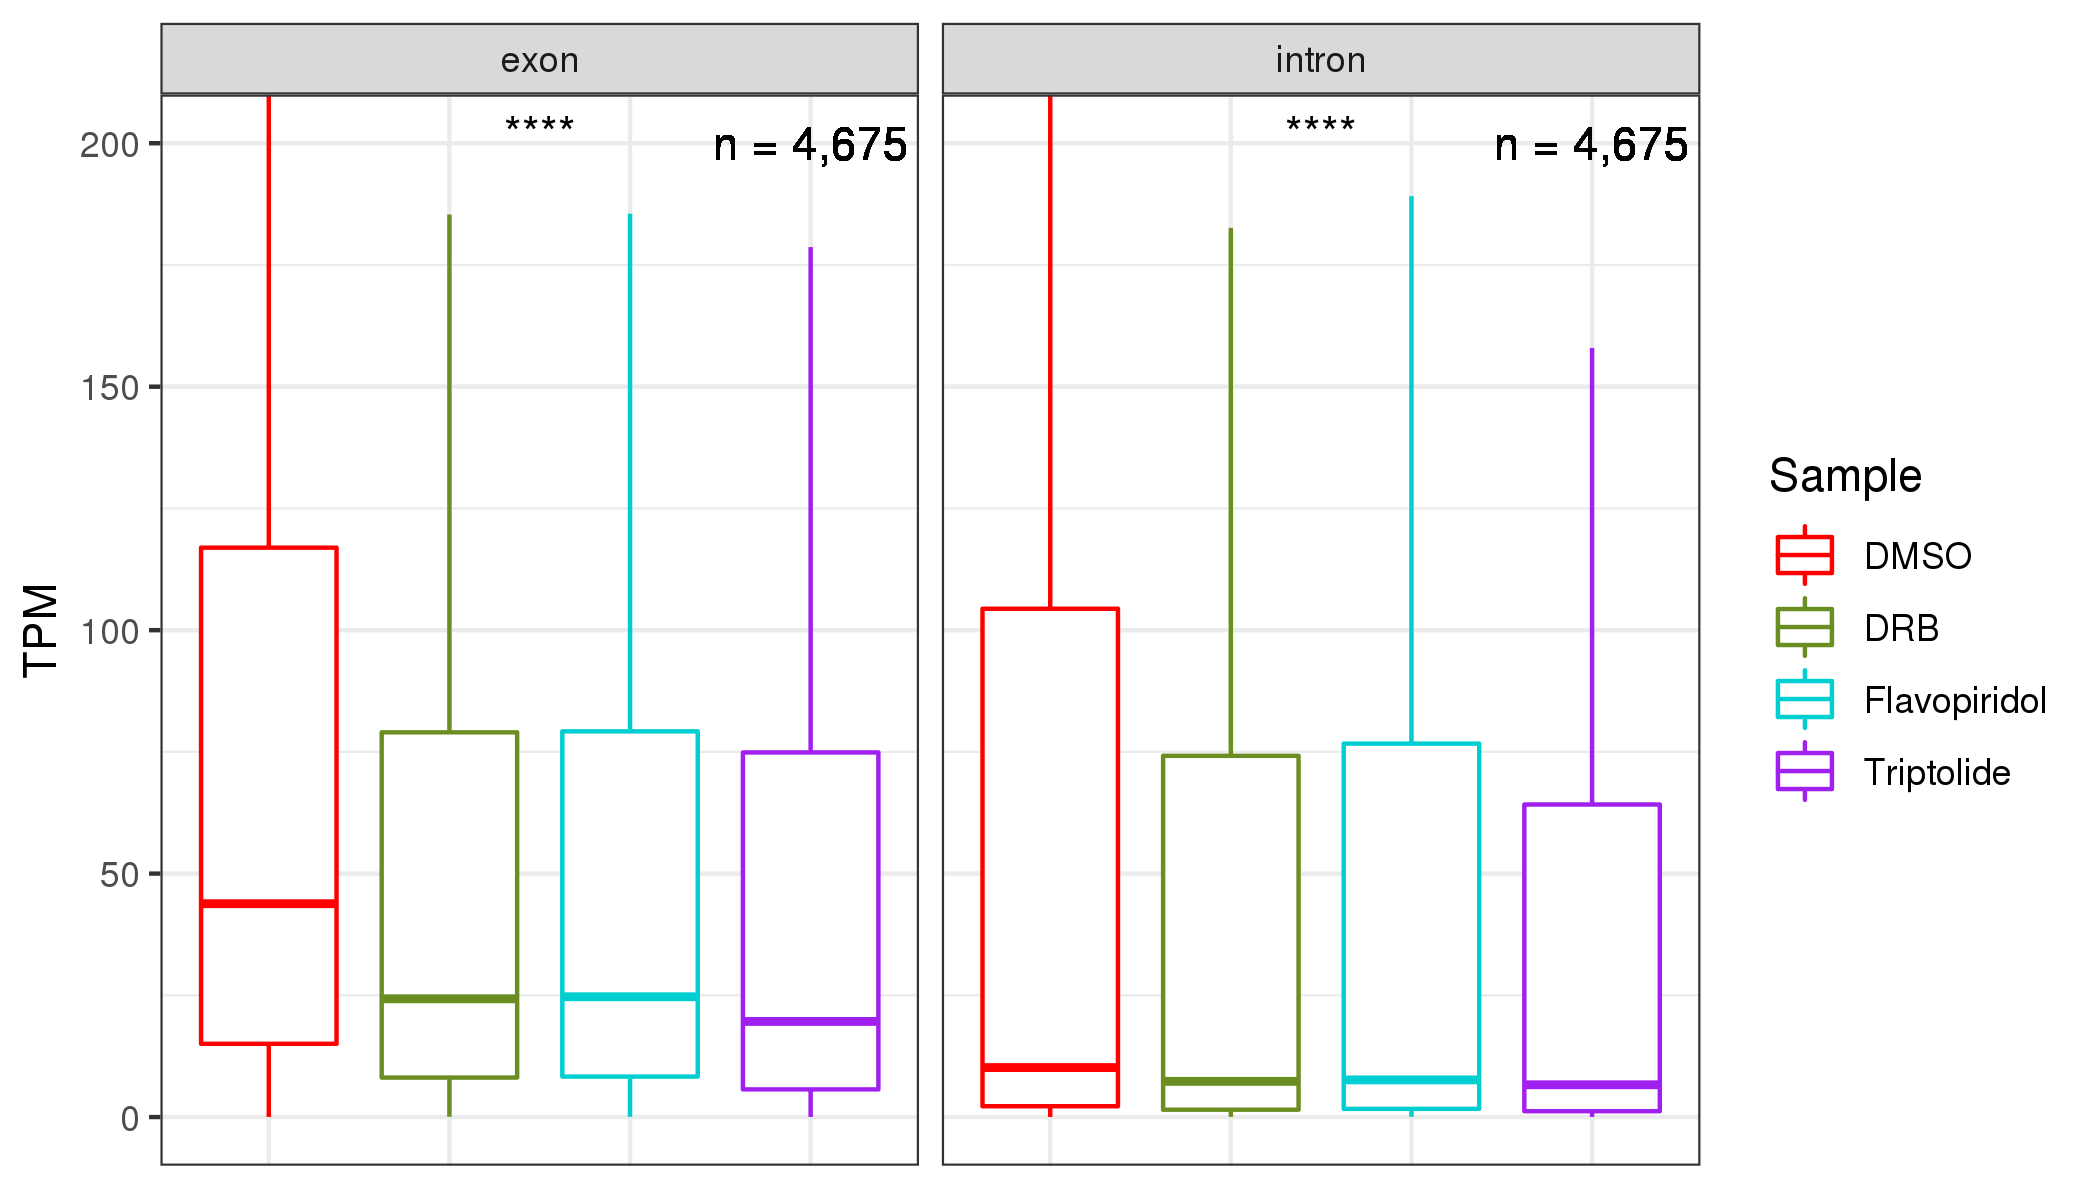 exon
intron
****
n = 4,675
****
n = 4,675
200
150
100
50
0
TPM
Sample
DMSO
DRB
Flavopiridol
Triptolide